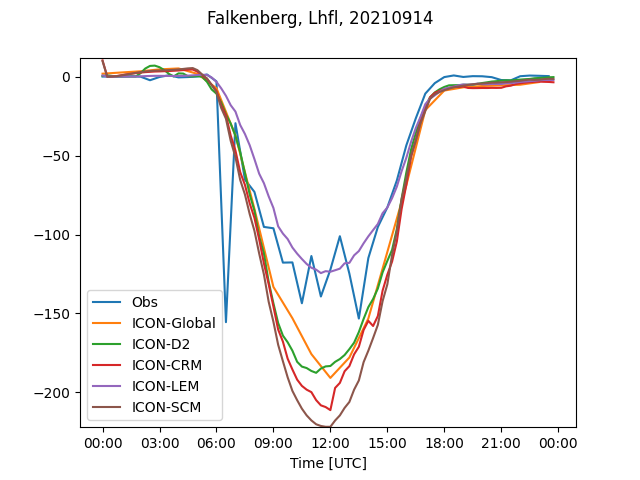 Falkenberg, Lhfl, 20210914
0
−50
−100
−150
−200
Obs
ICON-Global
ICON-D2
ICON-CRM
ICON-LEM
ICON-SCM
00:00 03:00 06:00 09:00 12:00 15:00 18:00 21:00 00:00
Time [UTC]